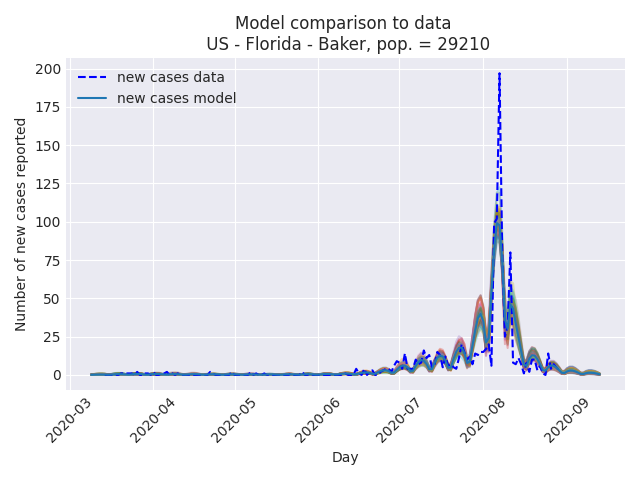 Model comparison to data
US - Florida - Baker, pop. = 29210
new cases data
new cases model
Number of new cases reported
200
175
150
125
100
75
50
25
0
2020-03
2020-04
2020-05
2020-06
2020-07
2020-08
2020-09
Day